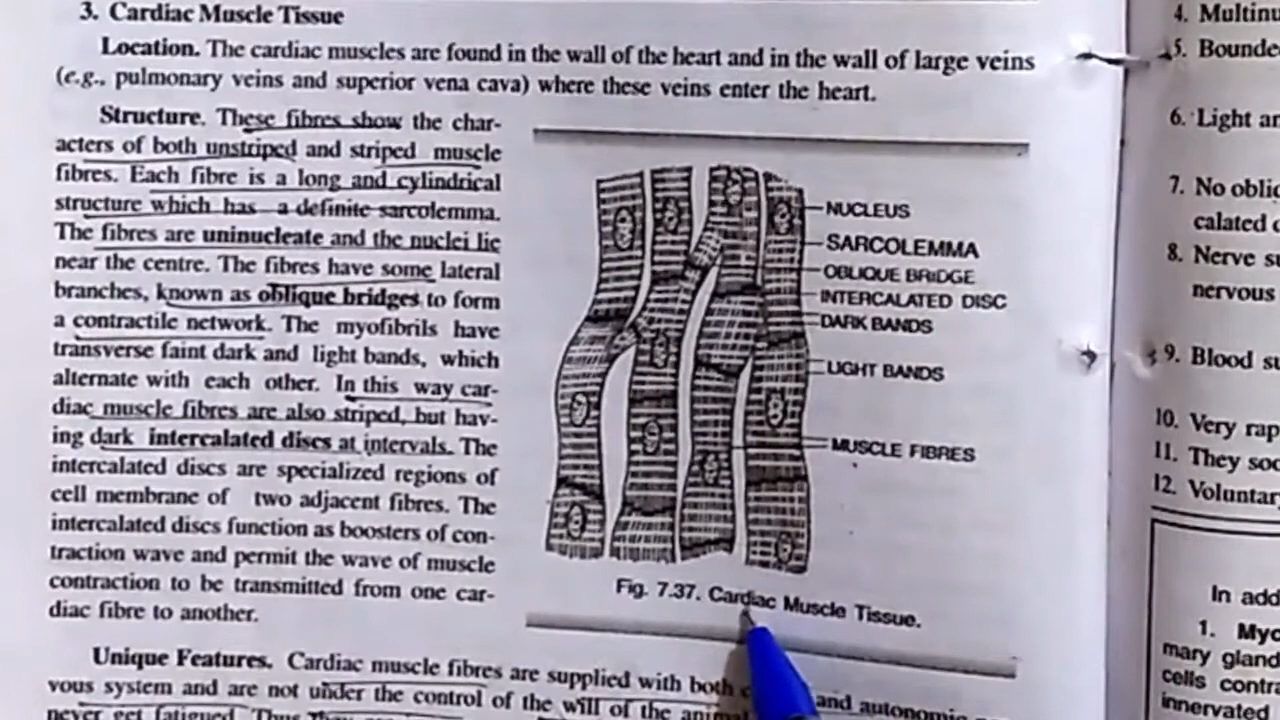 3. Cardiac Muscle Tissue
Location. The cardiac muscles are found in the wall of the heart and in the wall of large veins
(e.g., pulmonary veins and superior vena cava) where these veins enter the heart.
Structure. These fibres show the char-
acters of both unstriped and striped muscle
fibres. Each fibre is a long and cylindrical
structure which has a definite sarcolemma.
The fibres are uninucleate and the nuclei lie
near the centre. The fibres have some lateral
branches, known as oblique bridges to form
a contractile network. The myofibrils have
transverse faint dark and light bands, which
alternate with each other. In this way car-
diac muscle fibres are also striped, but hav-
ing dark intercalated discs at intervals. The
intercalated discs are specialized regions of
cell membrane of two adjacent fibres. The
intercalated discs function as boosters of con-
traction wave and permit the wave of muscle
contraction to be transmitted from one car-
diac fibre to another.
NUCLEUS
SARCOLEMMA
OBLIQUE BRIDGE
INTERCALATED DISC
DARK BANDS
LIGHT BANDS
MUSCLE FIBRES
Fig. 7.37. Cardiac Muscle Tissue.
Unique Features. Cardiac muscle fibres are supplied with both and autonomic
vous system and are not under the control of the will of the
never get fatigued. Thus they
4. Multinu
5. Bounde
6. Light an
7. No obliq
calated d
8. Nerve su
nervous
9. Blood su
10. Very rap
11. They soo
12. Voluntar
In add
1. Myo
mary gland
cells contra
innervated